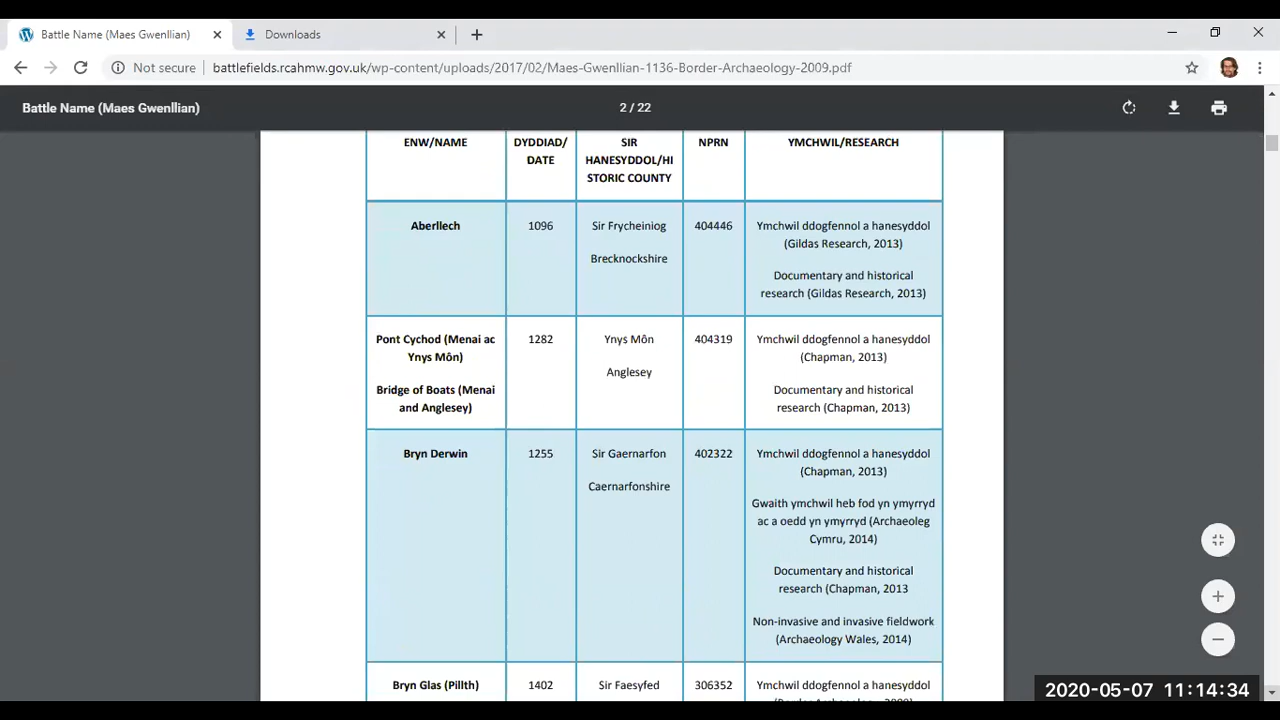 Battle Name (Maes Gwenllian)
Downloads
Not secure
battlefields.rcahmw.gov.uk/wp-content/uploads/2017/02/Maes-Gwenllian-1136-Border-Archaeology-2009.pdf
Battle Name (Maes Gwenllian)
2 / 22
ENW/NAME
DYDDIAD/
DATE
SIR
HANESYDDOL/HI
STORIC COUNTY
NPRN
YMCHWIL/RESEARCH
Aberllech
1096
Sir Frycheiniog
Brecknockshire
404446
Ymchwil ddogfennol a hanesyddol
(Gildas Research, 2013)
Documentary and historical
research (Gildas Research, 2013)
Pont Cychod (Menai ac
Ynys Môn)
Bridge of Boats (Menai
and Anglesey)
1282
Ynys Môn
Anglesey
404319
Ymchwil ddogfennol a hanesyddol
(Chapman, 2013)
Documentary and historical
research (Chapman, 2013)
Bryn Derwin
1255
Sir Gaernarfon
Caernarfonshire
402322
Ymchwil ddogfennol a hanesyddol
(Chapman, 2013)
Gwaith ymchwil heb fod yn ymyrryd
ac a oedd yn ymyrryd (Archaeoleg
Cymru, 2014)
Documentary and historical
research (Chapman, 2013
Non-invasive and invasive fieldwork
(Archaeology Wales, 2014)
Bryn Glas (Pillth)
1402
Sir Faesyfed
306352
Ymchwil ddogfennol a hanesyddol
2020-05-07 11:14:34